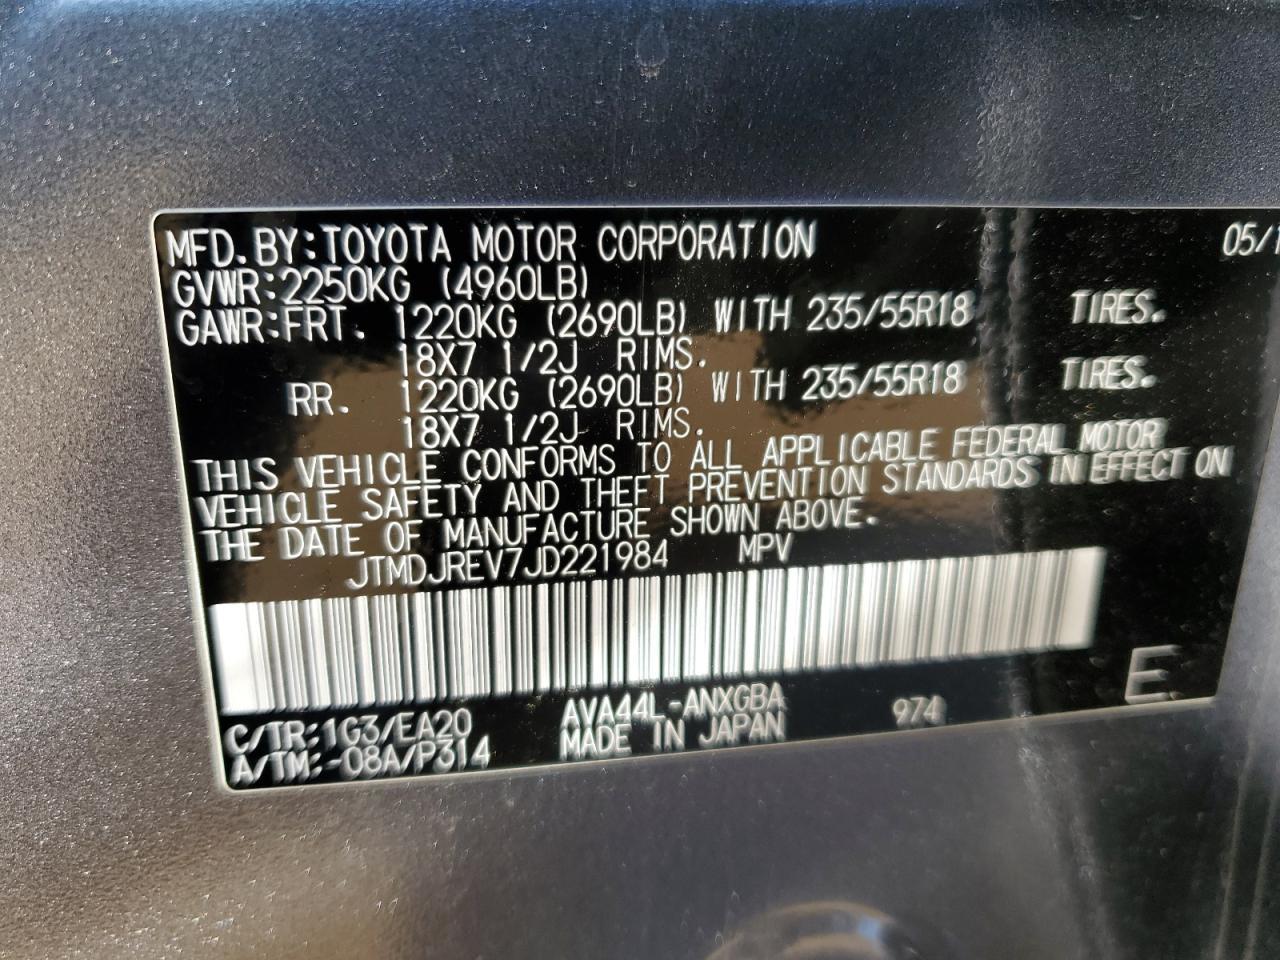 MFD.BY:TOYOTA MOTOR CORPORATION 05/1
GVWR:2250KG (4960LB)
GAWR:FRT. 1220KG (2690LB) WITH 235/55R18 TIRES.
18X7 1/2J RIMS.
RR. 1220KG (2690LB) WITH 235/55R18 TIRES.
18X7 1/2J RIMS.
THIS VEHICLE CONFORMS TO ALL APPLICABLE FEDERAL MOTOR
VEHICLE SAFETY AND THEFT PREVENTION STANDARDS IN EFFECT ON
THE DATE OF MANUFACTURE SHOWN ABOVE.
JTMDJREV7JD221984 MPV
E
C/TR:1G3/EA20 AVA44L-ANXGBA 974
A/TM:-08A/P314 MADE IN JAPAN